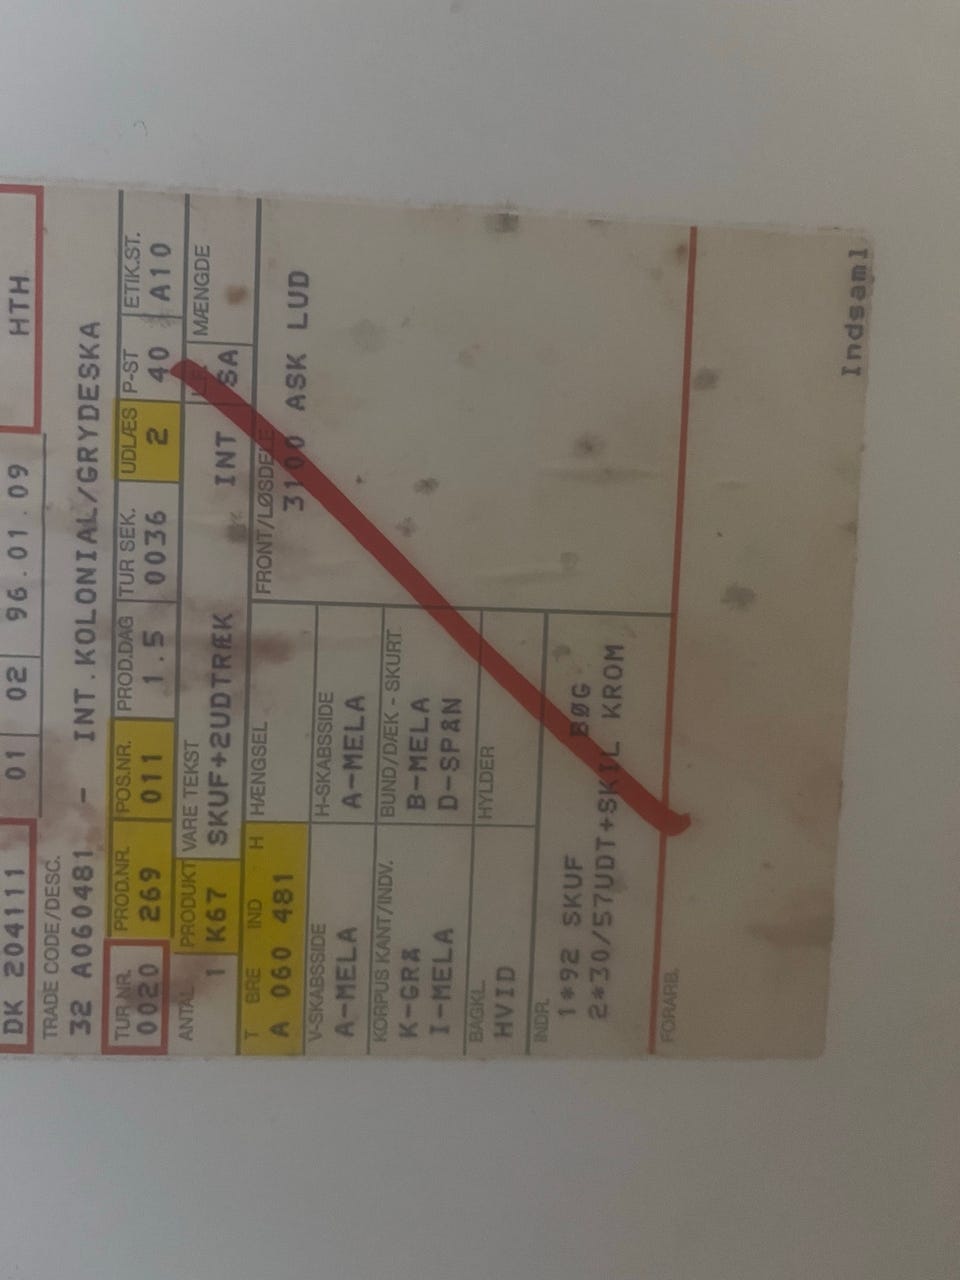 DK 204111 01 02 96.01.09 HTH
TRADE CODE/DESC.
32 A060481 - INT.KOLONIAL/GRYDESKA
TUR NR. PROD.NR. POS.NR. PROD.DAG TUR SEK. UDLÆS P-ST ETIK.ST.
0020 269 011 1.5 0036 2 40 A10
ANTAL PRODUKT VARE TEKST MÆNGDE
1 K67 SKUF+2UDTRÆK INT SA
T BRE IND H HÆNGSEL FRONT/LØSDELE
A 060 481 3100 ASK LUD
V-SKABSSIDE H-SKABSSIDE
A-MELA A-MELA
KORPUS KANT/INDV. BUND/DÆK - SKURT.
K-GRÅ B-MELA
I-MELA D-SPÅN
BAGKL. HYLDER
HVID
INDR.
1*92 SKUF BØG
2*30/57UDT+SKIL KROM
FORARB.
Indsaml